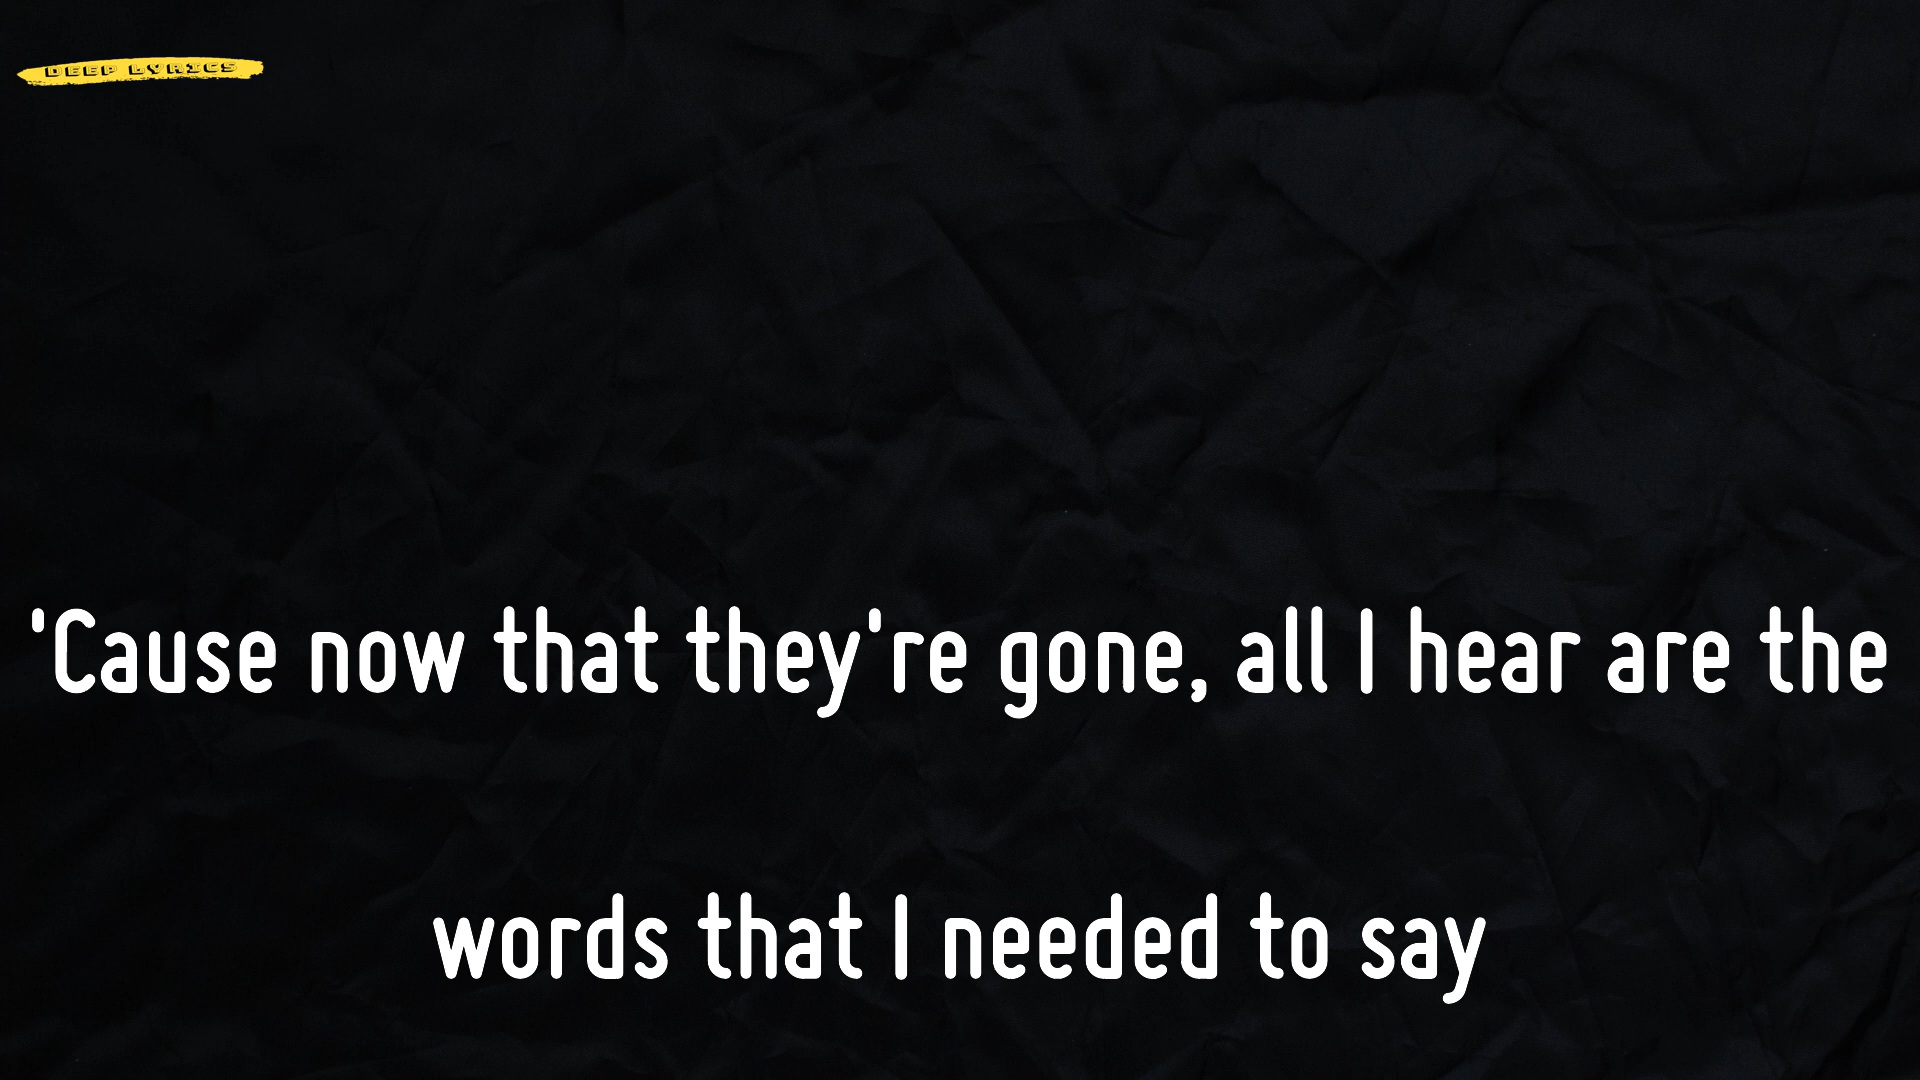 DEEP LYRICS
'Cause now that they're gone, all I hear are the
words that I needed to say